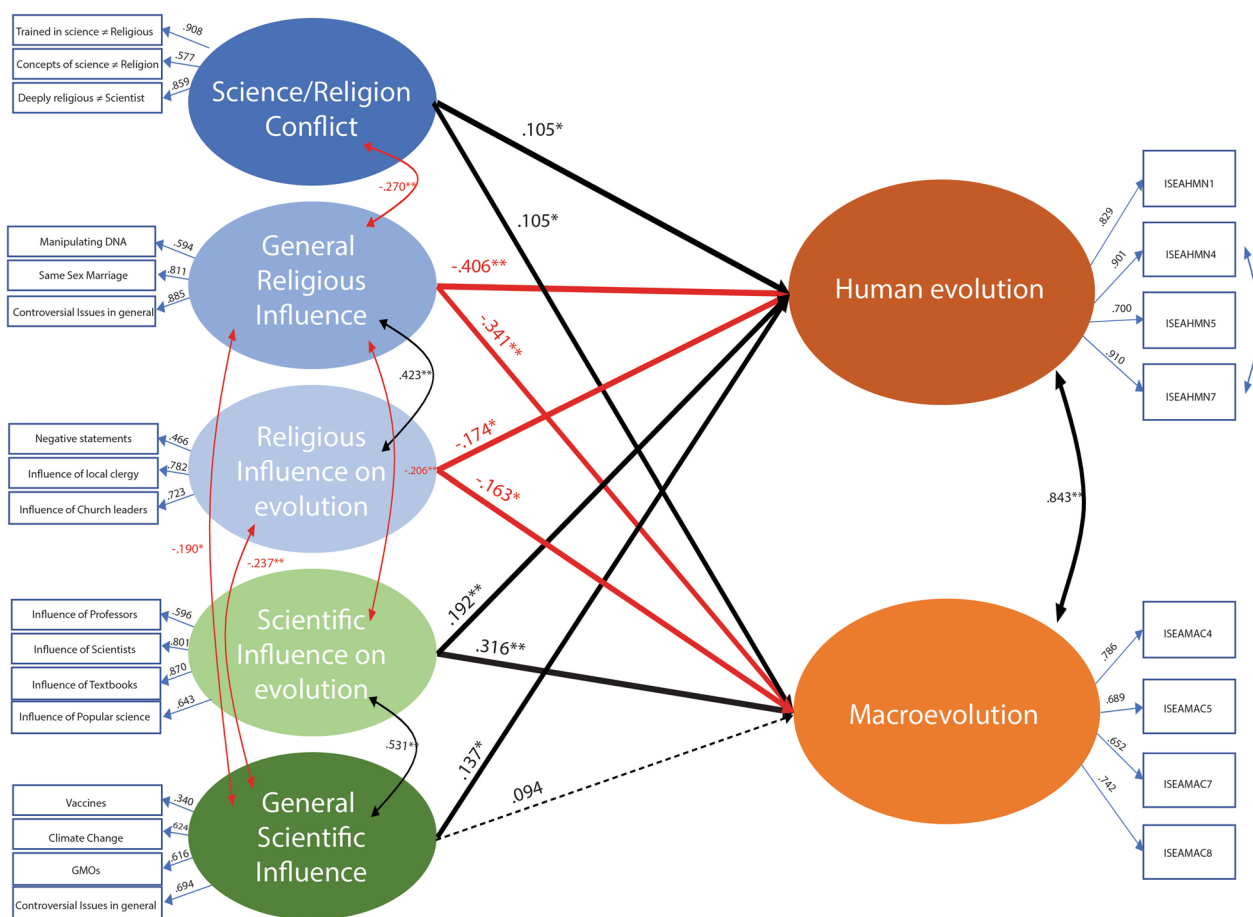 Trained in science ≠ Religious
Concepts of science ≠ Religion
Deeply religious ≠ Scientist
.908
.577
.859
Science/Religion
Conflict
-.270**
Manipulating DNA
Same Sex Marriage
Controversial Issues in general
.594
.811
.885
General
Religious
Influence
.423**
Negative statements
Influence of local clergy
Influence of Church leaders
.466
.782
.723
Religious
Influence on
evolution
-.206**
-.190*
-.237**
Influence of Professors
Influence of Scientists
Influence of Textbooks
Influence of Popular science
.596
.801
.870
.643
Scientific
Influence on
evolution
.531**
Vaccines
Climate Change
GMOs
Controversial Issues in general
.340
.624
.616
.694
General
Scientific
Influence
.105*
.105*
-.406**
-.341**
-.174*
-.163*
.192**
.316**
.137*
.094
Human evolution
.829
.901
.700
.910
ISEAHMN1
ISEAHMN4
ISEAHMN5
ISEAHMN7
.843**
Macroevolution
.786
.689
.652
.742
ISEAMAC4
ISEAMAC5
ISEAMAC7
ISEAMAC8